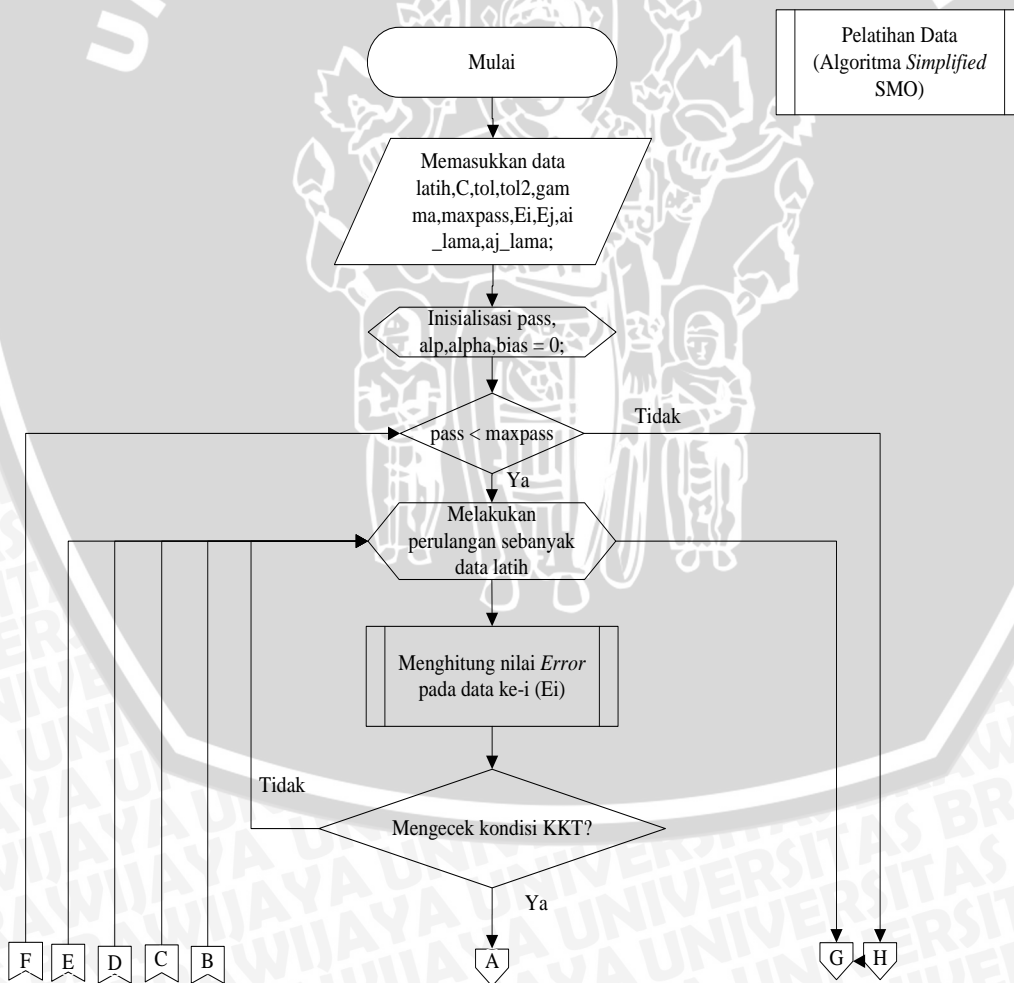 Mulai
Pelatihan Data
(Algoritma Simplified
SMO)
Memasukkan data
latih,C,tol,tol2,gam
ma,maxpass,Ei,Ej,ai
_lama,aj_lama;
Inisialisasi pass,
alp,alpha,bias = 0;
pass < maxpass
Tidak
Ya
Melakukan
perulangan sebanyak
data latih
Menghitung nilai Error
pada data ke-i (Ei)
Tidak
Mengecek kondisi KKT?
Ya
F
E
D
C
B
A
G
H